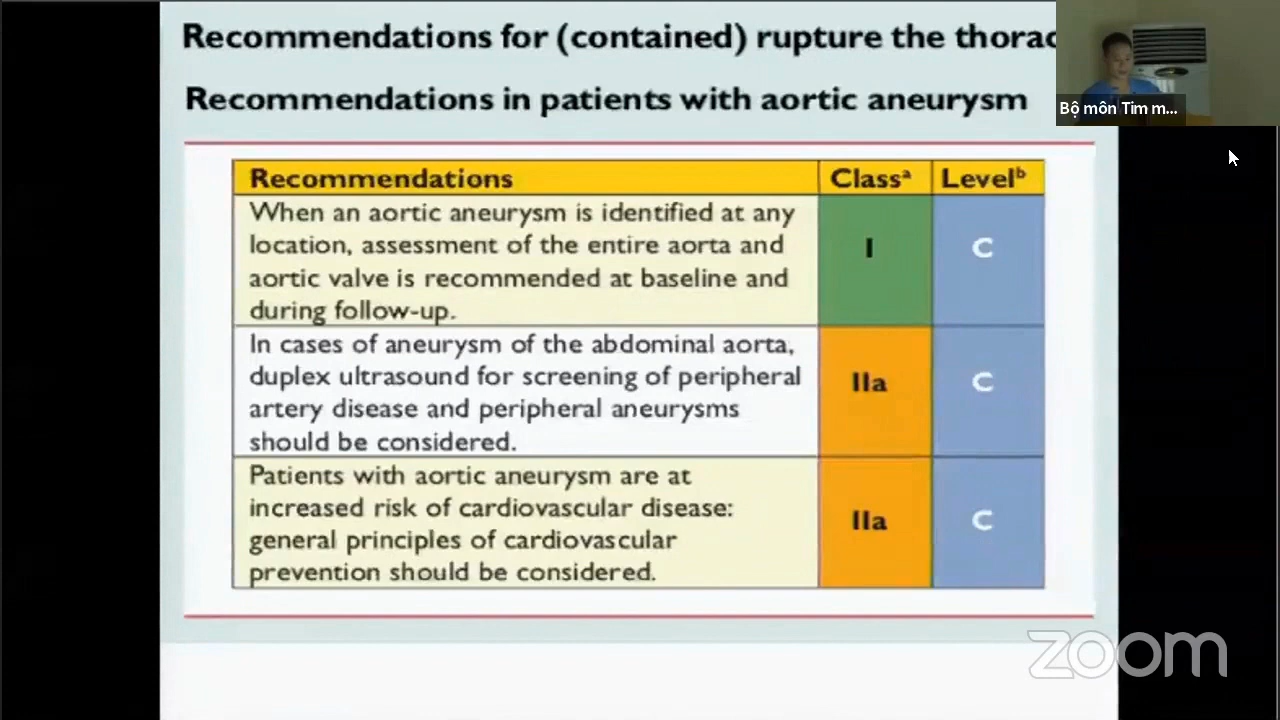 Recommendations for (contained) rupture the thorac
Recommendations in patients with aortic aneurysm
Bộ môn Tim m...
Recommendations Classᵃ Levelᵇ
When an aortic aneurysm is identified at any
location, assessment of the entire aorta and
aortic valve is recommended at baseline and
during follow-up.
I C
In cases of aneurysm of the abdominal aorta,
duplex ultrasound for screening of peripheral
artery disease and peripheral aneurysms
should be considered.
IIa C
Patients with aortic aneurysm are at
increased risk of cardiovascular disease:
general principles of cardiovascular
prevention should be considered.
IIa C
zoom